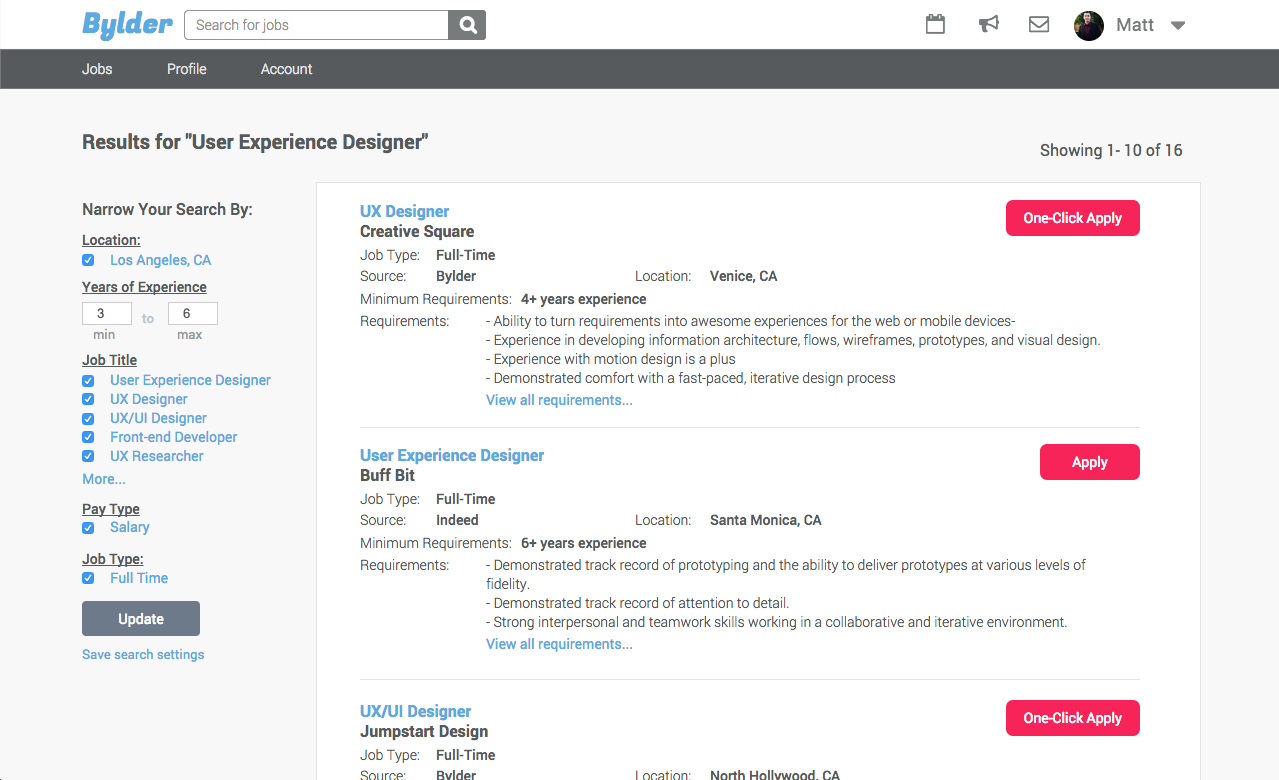 Bylder
Search for jobs
Matt
Jobs Profile Account
Results for "User Experience Designer"
Showing 1- 10 of 16
Narrow Your Search By:
Location:
Los Angeles, CA
Years of Experience
3 to 6
min max
Job Title
User Experience Designer
UX Designer
UX/UI Designer
Front-end Developer
UX Researcher
More...
Pay Type
Salary
Job Type:
Full Time
Update
Save search settings
UX Designer
One-Click Apply
Creative Square
Job Type: Full-Time
Source: Bylder Location: Venice, CA
Minimum Requirements: 4+ years experience
Requirements: - Ability to turn requirements into awesome experiences for the web or mobile devices-
- Experience in developing information architecture, flows, wireframes, prototypes, and visual design.
- Experience with motion design is a plus
- Demonstrated comfort with a fast-paced, iterative design process
View all requirements...
User Experience Designer
Apply
Buff Bit
Job Type: Full-Time
Source: Indeed Location: Santa Monica, CA
Minimum Requirements: 6+ years experience
Requirements: - Demonstrated track record of prototyping and the ability to deliver prototypes at various levels of
fidelity.
- Demonstrated track record of attention to detail.
- Strong interpersonal and teamwork skills working in a collaborative and iterative environment.
View all requirements...
UX/UI Designer
One-Click Apply
Jumpstart Design
Job Type: Full-Time
Source: Bylder Location: North Hollywood, CA